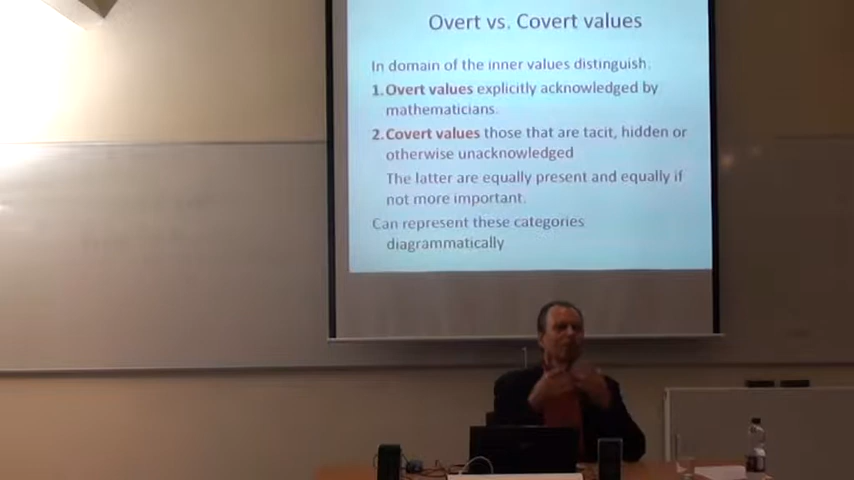 Overt vs. Covert values
In domain of the inner values distinguish.
1. Overt values explicitly acknowledged by
mathematicians.
2. Covert values those that are tacit, hidden or
otherwise unacknowledged
The latter are equally present and equally if
not more important.
Can represent these categories
diagrammatically